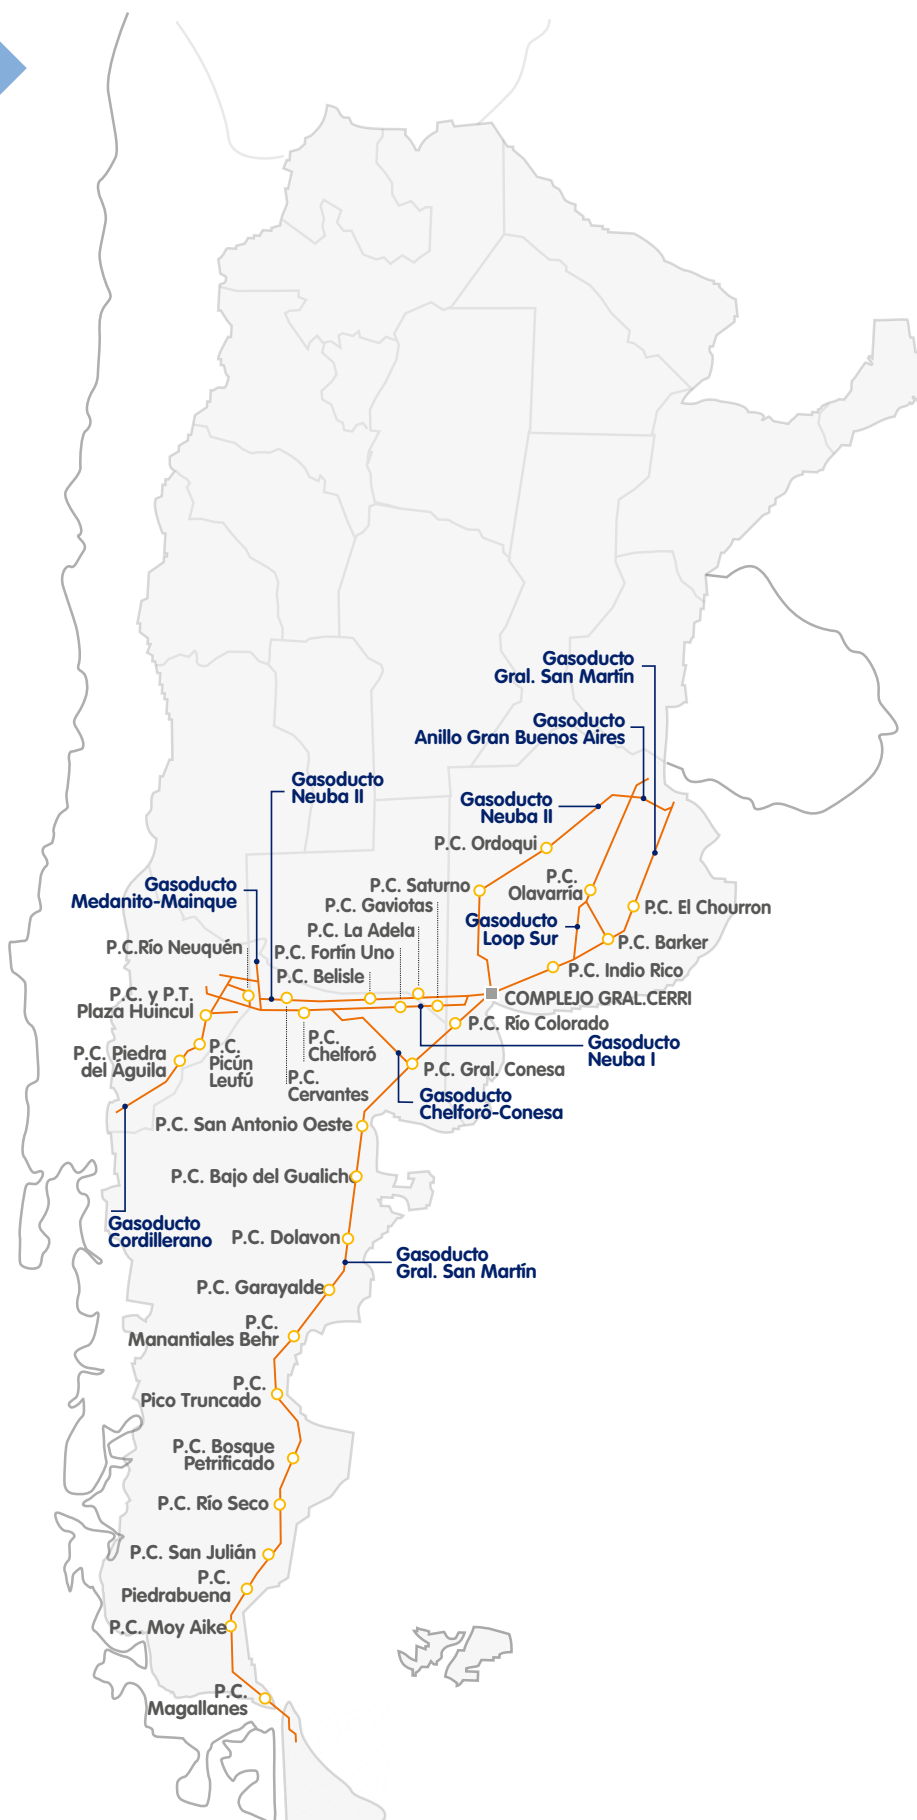 Gasoducto
Gral. San Martín
Gasoducto
Anillo Gran Buenos Aires
Gasoducto
Neuba II
Gasoducto
Neuba II
P.C. Ordoqui
P.C. Saturno
P.C.
Olavarría
Gasoducto
Medanito-Mainque
P.C. Gaviotas
P.C. El Chourron
Gasoducto
Loop Sur
P.C. La Adela
P.C.Río Neuquén
P.C. Fortín Uno
P.C. Barker
P.C. Belisle
P.C. Indio Rico
P.C. y P.T.
Plaza Huincul
COMPLEJO GRAL.CERRI
P.C. Río Colorado
P.C.
Chelforó
Gasoducto
Neuba I
P.C. Piedra
del Águila
P.C.
Picún
Leufú
P.C. Gral. Conesa
P.C.
Cervantes
Gasoducto
Chelforó-Conesa
P.C. San Antonio Oeste
P.C. Bajo del Gualicho
Gasoducto
Cordillerano
P.C. Dolavon
Gasoducto
Gral. San Martín
P.C. Garayalde
P.C.
Manantiales Behr
P.C.
Pico Truncado
P.C. Bosque
Petrificado
P.C. Río Seco
P.C. San Julián
P.C.
Piedrabuena
P.C. Moy Aike
P.C.
Magallanes